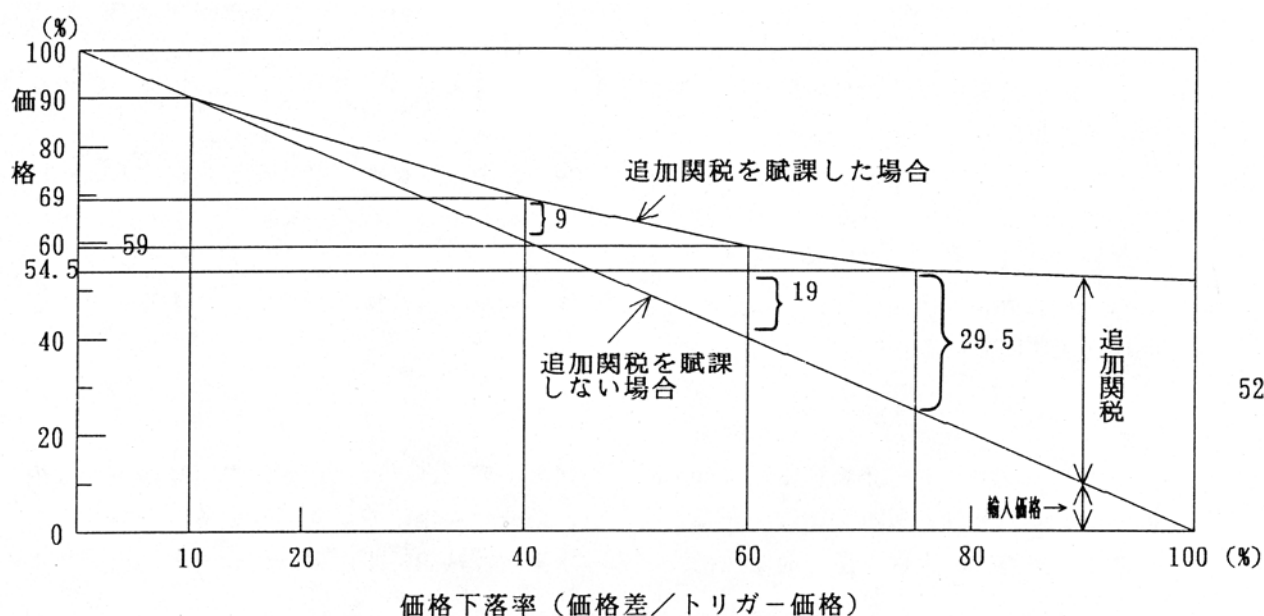 (%)
100
価 90
80
格
69
60
59
54.5
40
20
0
追加関税を賦課した場合
9
19
29.5
追加関税を賦課
しない場合
追加関税
52
輸入価格→
10
20
40
60
80
100
(%)
価格下落率（価格差／トリガー価格）